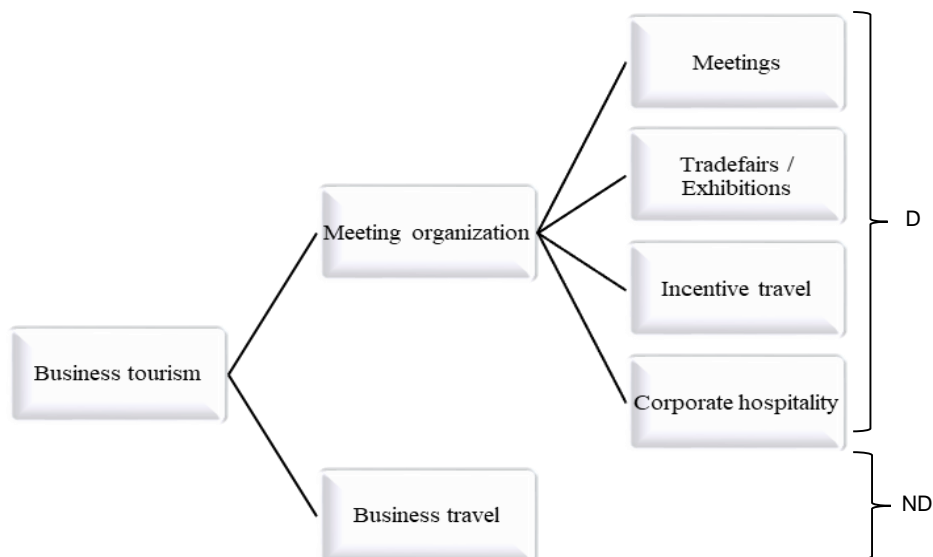 Meetings
Tradefairs /
Exhibitions
D
Meeting organization
Incentive travel
Business tourism
Corporate hospitality
Business travel
ND